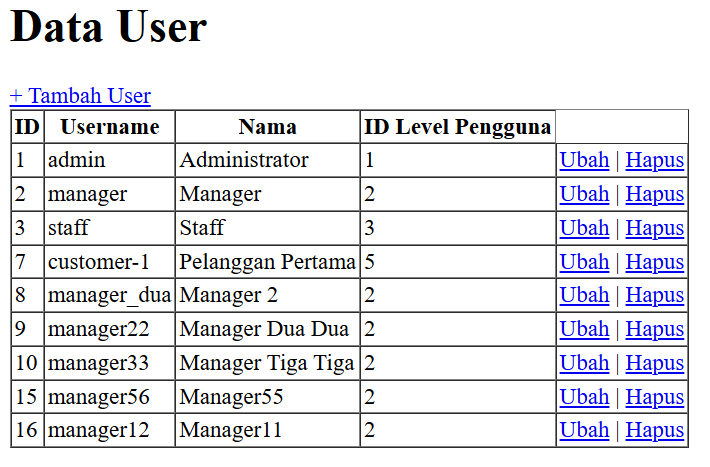 Data User
+ Tambah User
ID Username Nama ID Level Pengguna
1 admin Administrator 1 Ubah | Hapus
2 manager Manager 2 Ubah | Hapus
3 staff Staff 3 Ubah | Hapus
7 customer-1 Pelanggan Pertama 5 Ubah | Hapus
8 manager_dua Manager 2 2 Ubah | Hapus
9 manager22 Manager Dua Dua 2 Ubah | Hapus
10 manager33 Manager Tiga Tiga 2 Ubah | Hapus
15 manager56 Manager55 2 Ubah | Hapus
16 manager12 Manager11 2 Ubah | Hapus